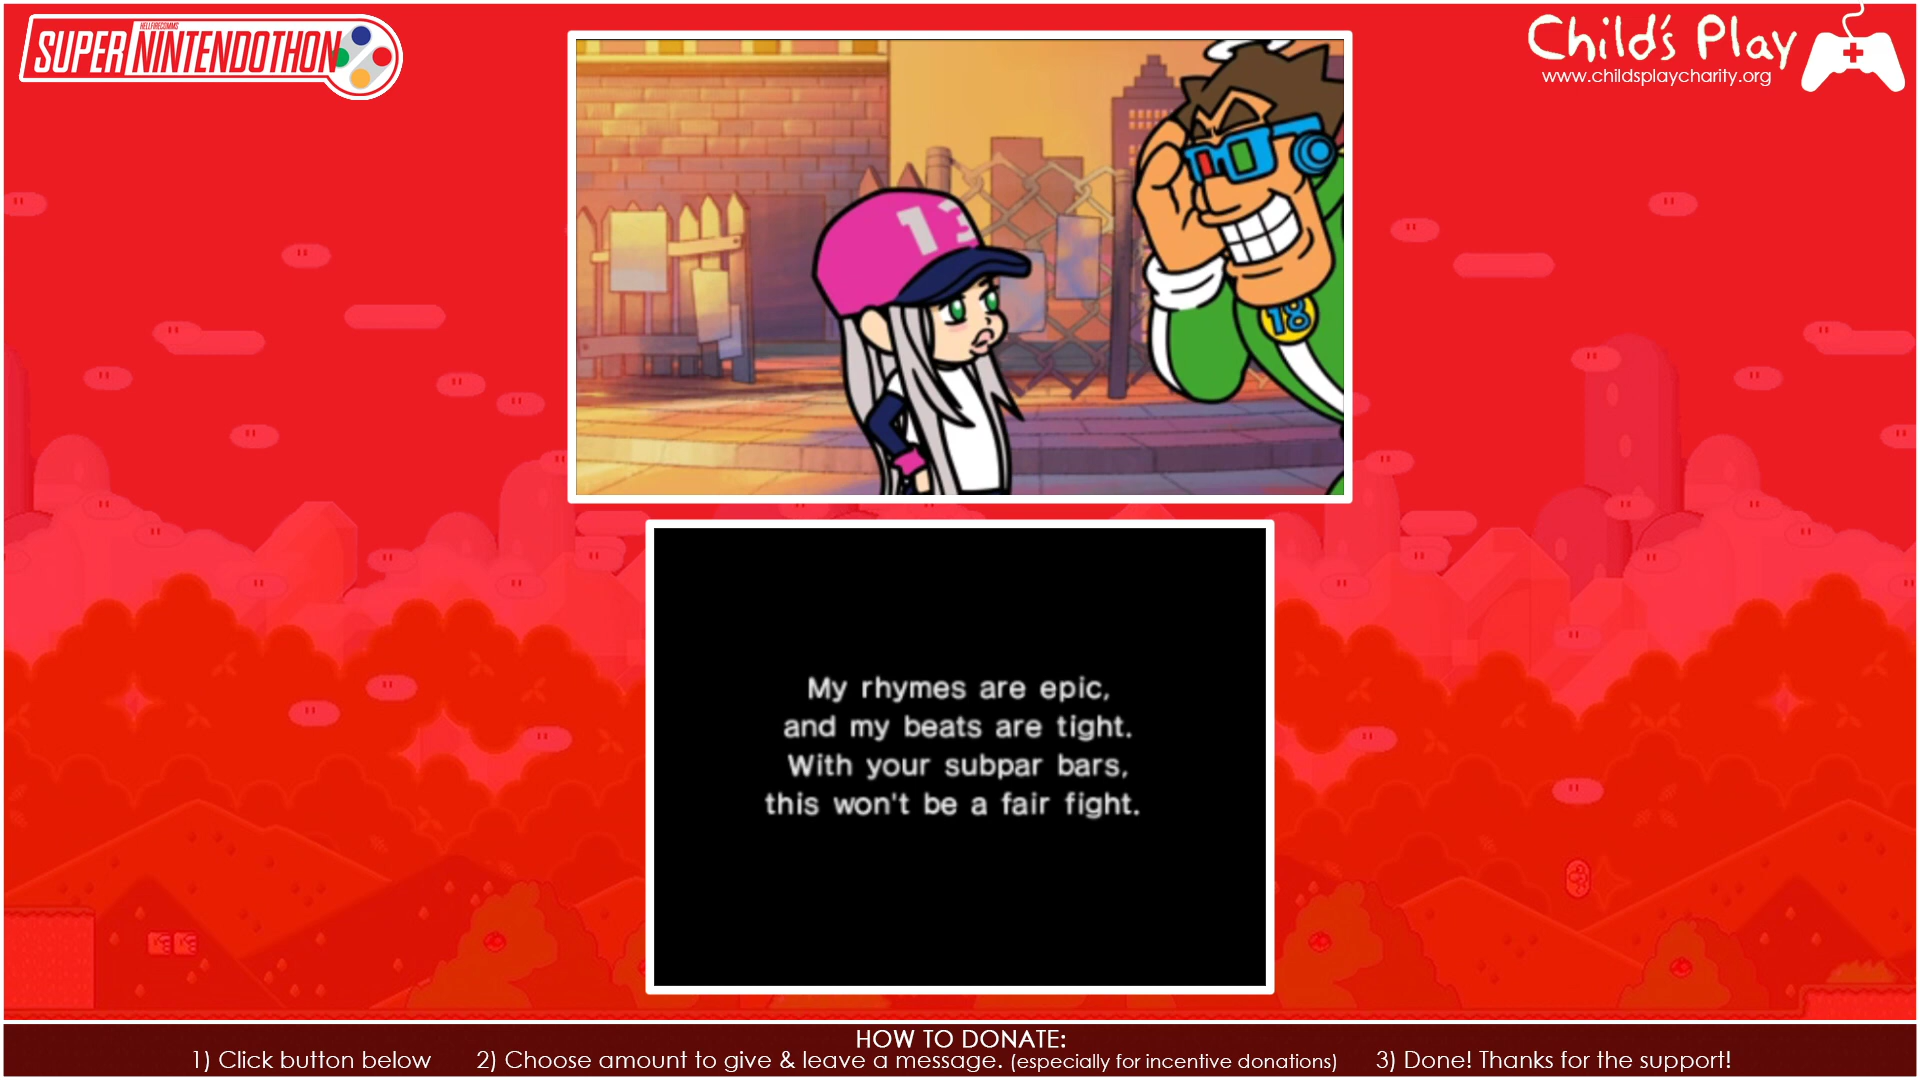 HELLFIRECOMMS
SUPER NINTENDOTHON
Child's Play
www.childsplaycharity.org
13
18
My rhymes are epic,
and my beats are tight.
With your subpar bars,
this won't be a fair fight.
HOW TO DONATE:
1) Click button below 2) Choose amount to give & leave a message. (especially for incentive donations) 3) Done! Thanks for the support!